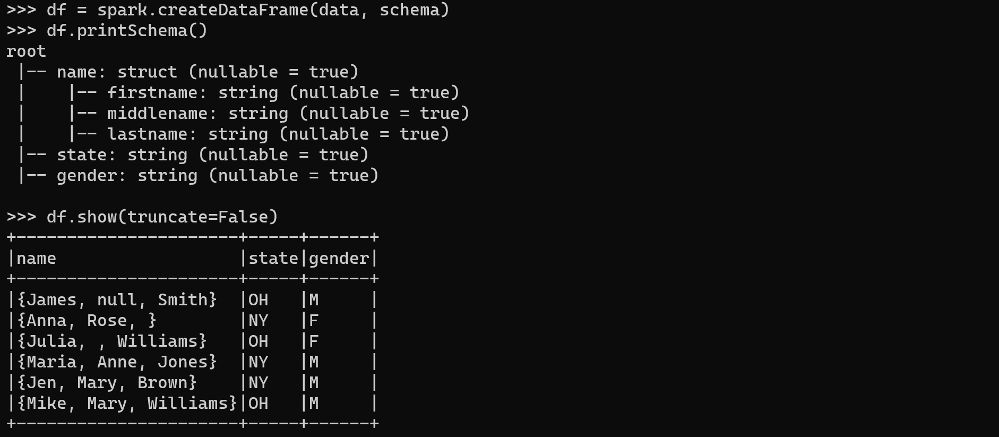 >>> df = spark.createDataFrame(data, schema)
>>> df.printSchema()
root
 |-- name: struct (nullable = true)
 |    |-- firstname: string (nullable = true)
 |    |-- middlename: string (nullable = true)
 |    |-- lastname: string (nullable = true)
 |-- state: string (nullable = true)
 |-- gender: string (nullable = true)

>>> df.show(truncate=False)
+----------------------+-----+------+
|name                  |state|gender|
+----------------------+-----+------+
|{James, null, Smith}  |OH   |M     |
|{Anna, Rose, }        |NY   |F     |
|{Julia, , Williams}   |OH   |F     |
|{Maria, Anne, Jones}  |NY   |M     |
|{Jen, Mary, Brown}    |NY   |M     |
|{Mike, Mary, Williams}|OH   |M     |
+----------------------+-----+------+